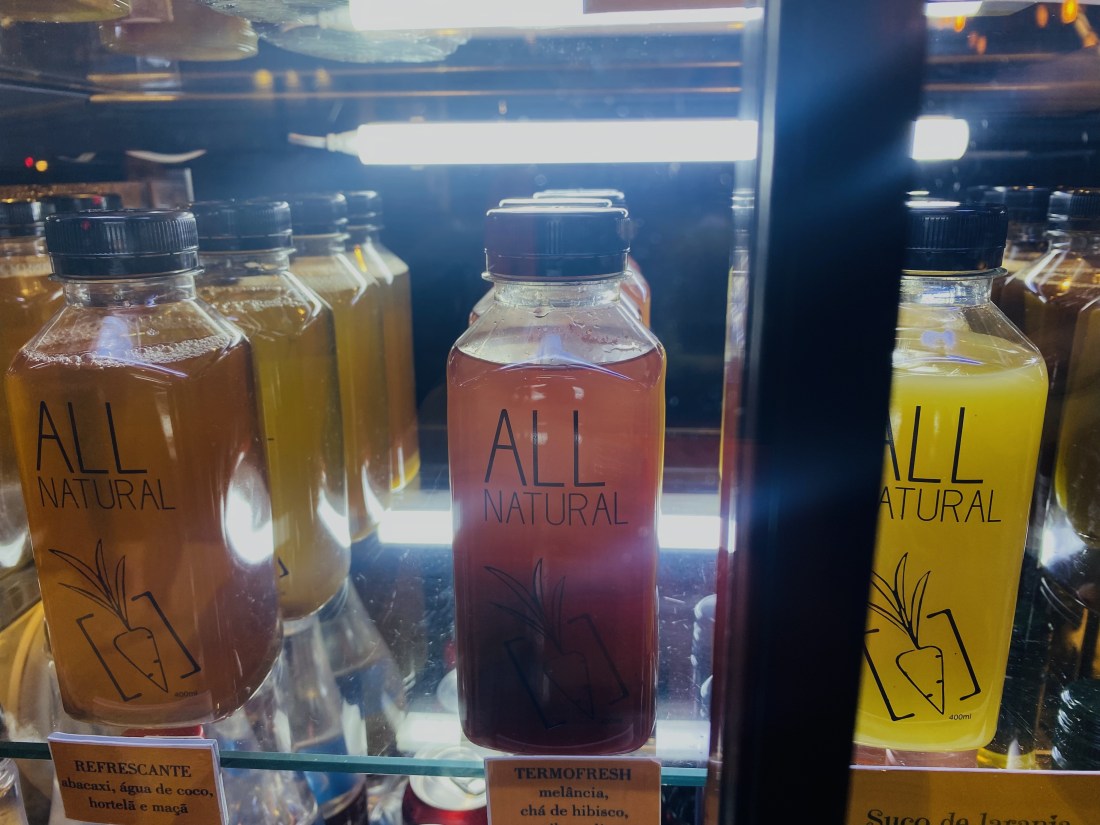 ALL
NATURAL
400ml
ALL
NATURAL
ALL
NATURAL
400ml
REFRESCANTE
abacaxi, água de coco,
hortelã e maçã
TERMOFRESH
melância,
chá de hibisco,
Suco de laranja